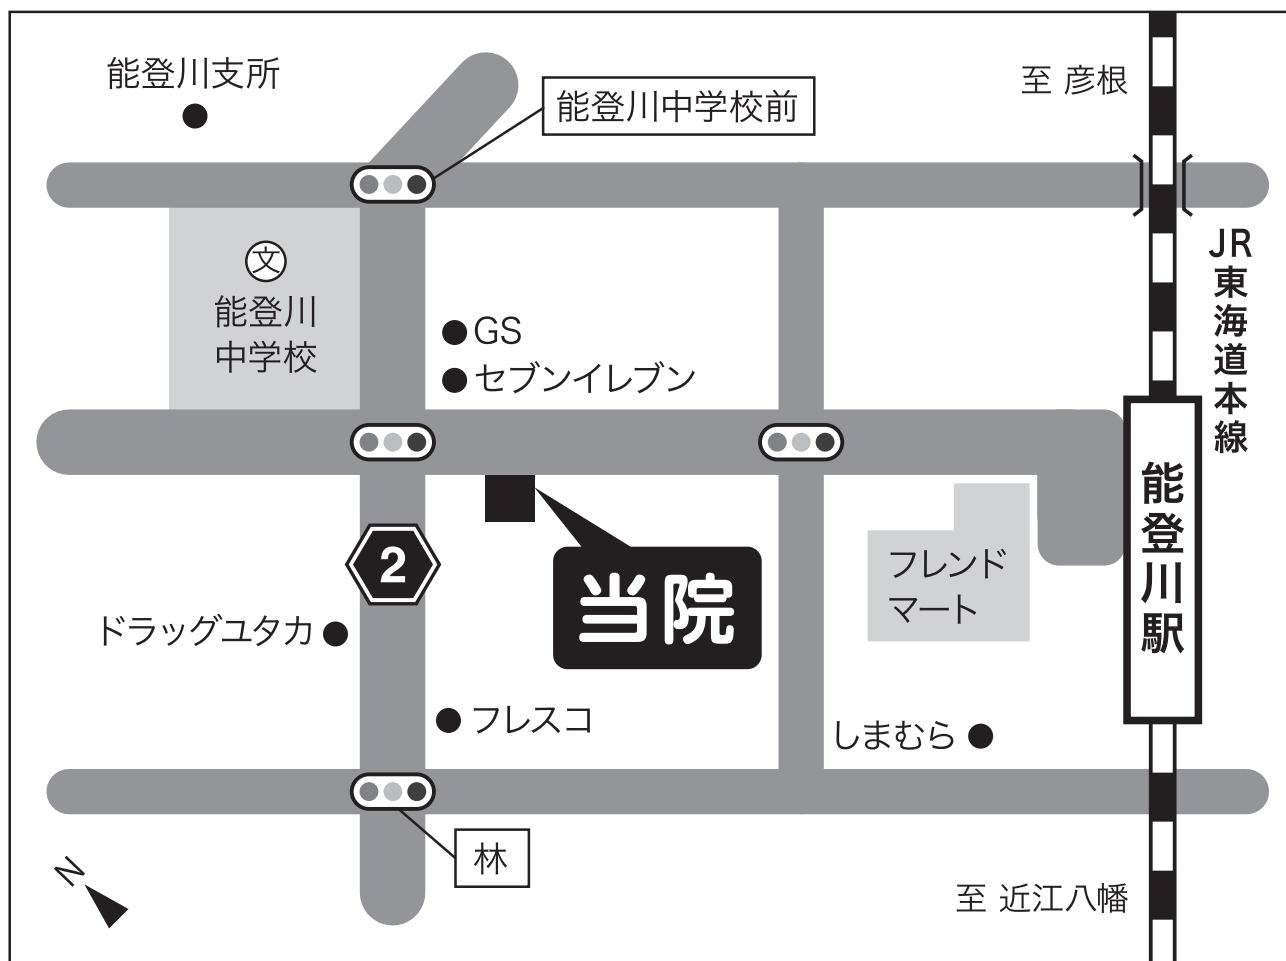 能登川支所
能登川中学校前
至 彦根
文
能登川
中学校
GS
セブンイレブン
JR東海道本線
能登川駅
2
当院
フレンド
マート
ドラッグユタカ
フレスコ
しまむら
林
N
至 近江八幡